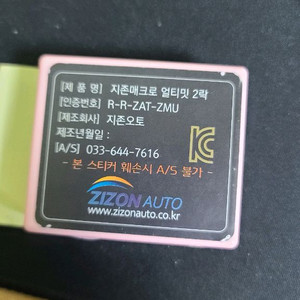 [제 품 명] 지존매크로 얼티밋 2락
[인증번호] R-R-ZAT-ZMU
[제조회사] 지존오토
제조년월일 :
[A/S] 033-644-7616
- 본 스티커 훼손시 A/S 불가 -
ZIZON AUTO
www.zizonauto.co.kr